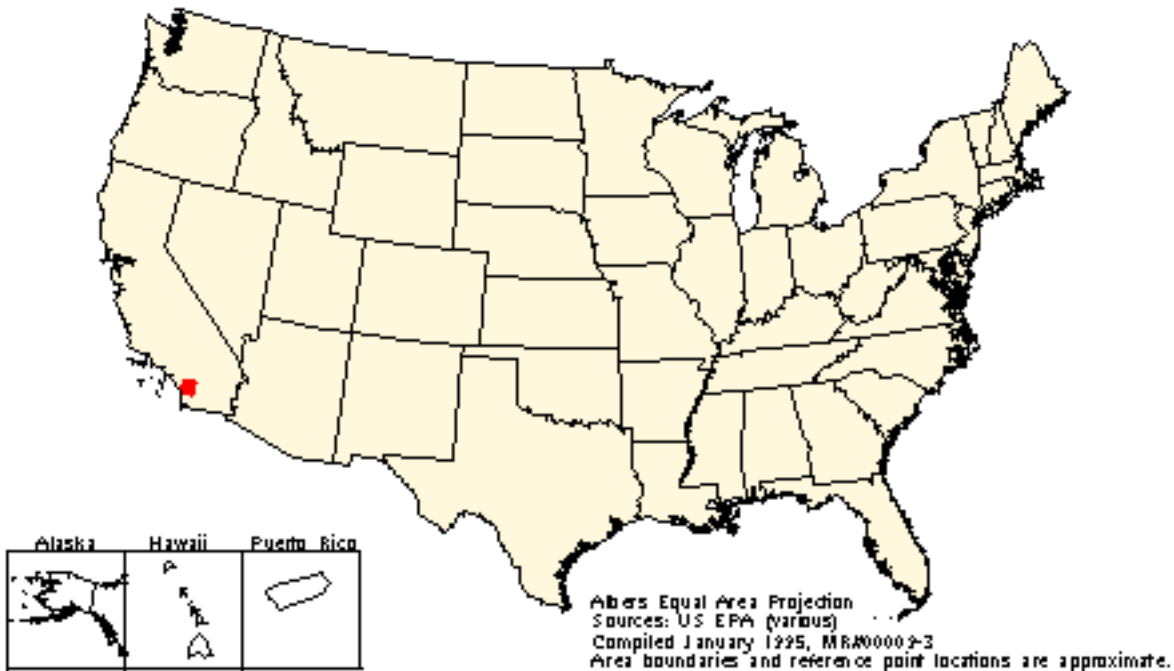 Alaska Hawaii Puerto Rico
Albers Equal Area Projection
Sources: US EPA (various)
Compiled January 1995, MR#00009-3
Area boundaries and reference point locations are approximate.